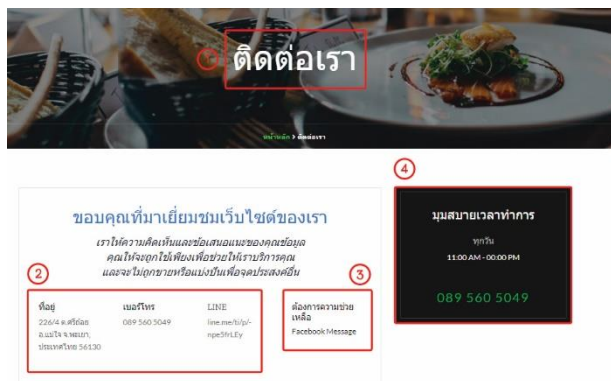 1
ติดต่อเรา
หน้าหลัก > ติดต่อเรา
4
ขอบคุณที่มาเยี่ยมชมเว็บไซต์ของเรา
เราให้ความคิดเห็นและข้อเสนอแนะของคุณข้อมูล
คุณให้จะถูกใช้เพียงเพื่อช่วยให้เราบริการคุณ
และจะไม่ถูกขายหรือแบ่งปันเพื่อจุดประสงค์อื่น
2
3
ที่อยู่
226/4 ต.ศรีถ้อย
อ.แม่ใจ จ.พะเยา,
ประเทศไทย 56130
เบอร์โทร
089 560 5049
LINE
line.me/ti/p/-
npe5frLEy
ต้องการความช่วย
เหลือ
Facebook Message
มุมสบายเวลาทำการ
ทุกวัน
11:00 AM - 00:00 PM
089 560 5049